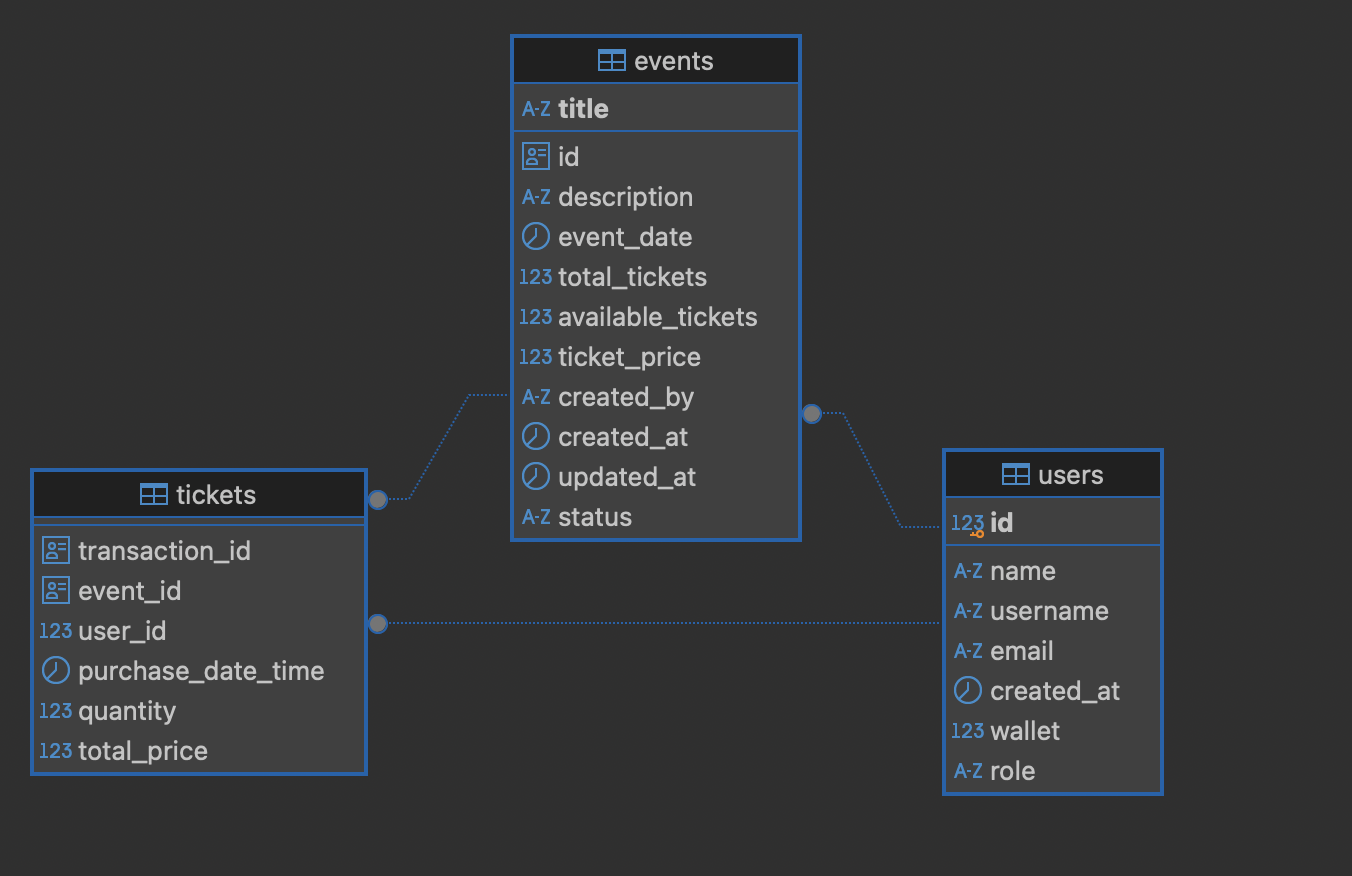 events
A-Z title
id
A-Z description
event_date
123 total_tickets
123 available_tickets
123 ticket_price
A-Z created_by
created_at
updated_at
A-Z status
tickets
transaction_id
event_id
123 user_id
purchase_date_time
123 quantity
123 total_price
users
123 id
A-Z name
A-Z username
A-Z email
created_at
123 wallet
A-Z role